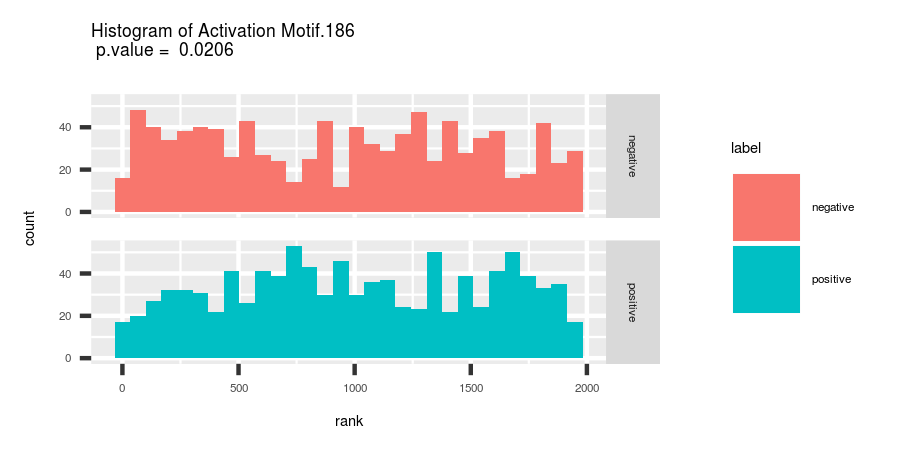 Histogram of Activation Motif.186
p.value = 0.0206
count
40
20
0
negative
40
20
0
positive
0 500 1000 1500 2000
rank
label
negative
positive